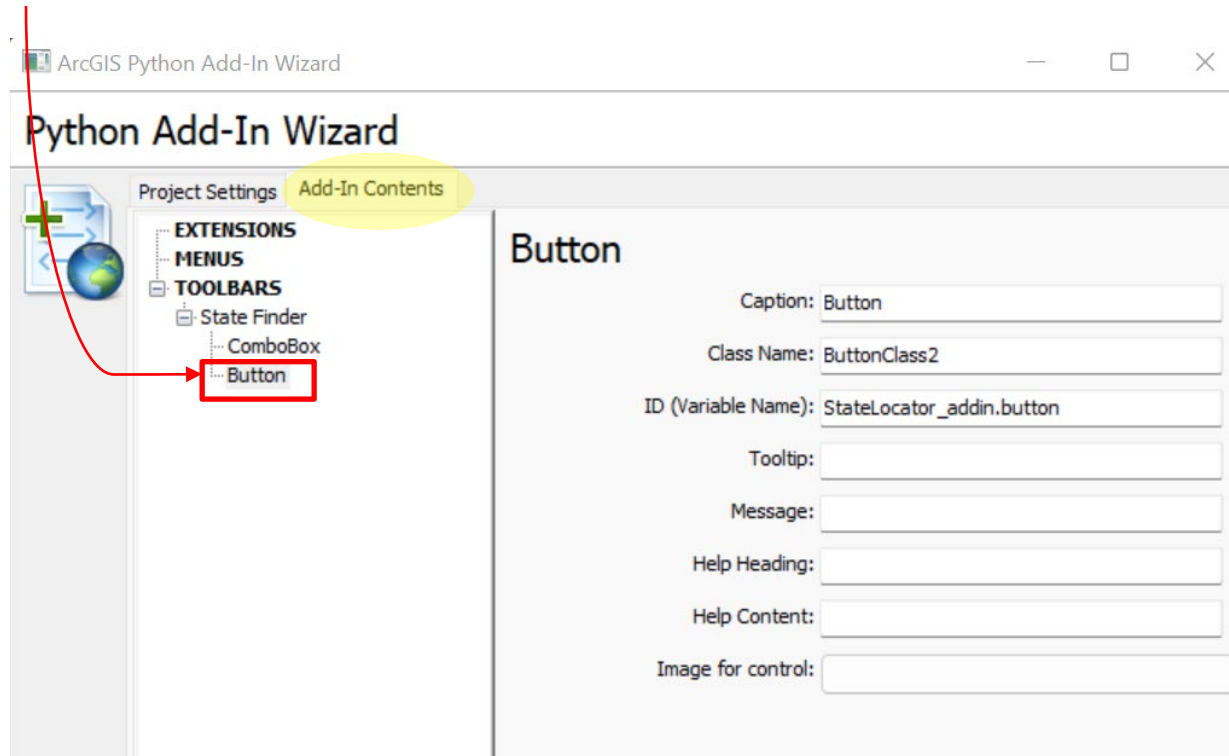 ArcGIS Python Add-In Wizard
Python Add-In Wizard
Project Settings
Add-In Contents
EXTENSIONS
MENUS
TOOLBARS
State Finder
ComboBox
Button
Button
Caption: Button
Class Name: ButtonClass2
ID (Variable Name): StateLocator_addin.button
Tooltip:
Message:
Help Heading:
Help Content:
Image for control: